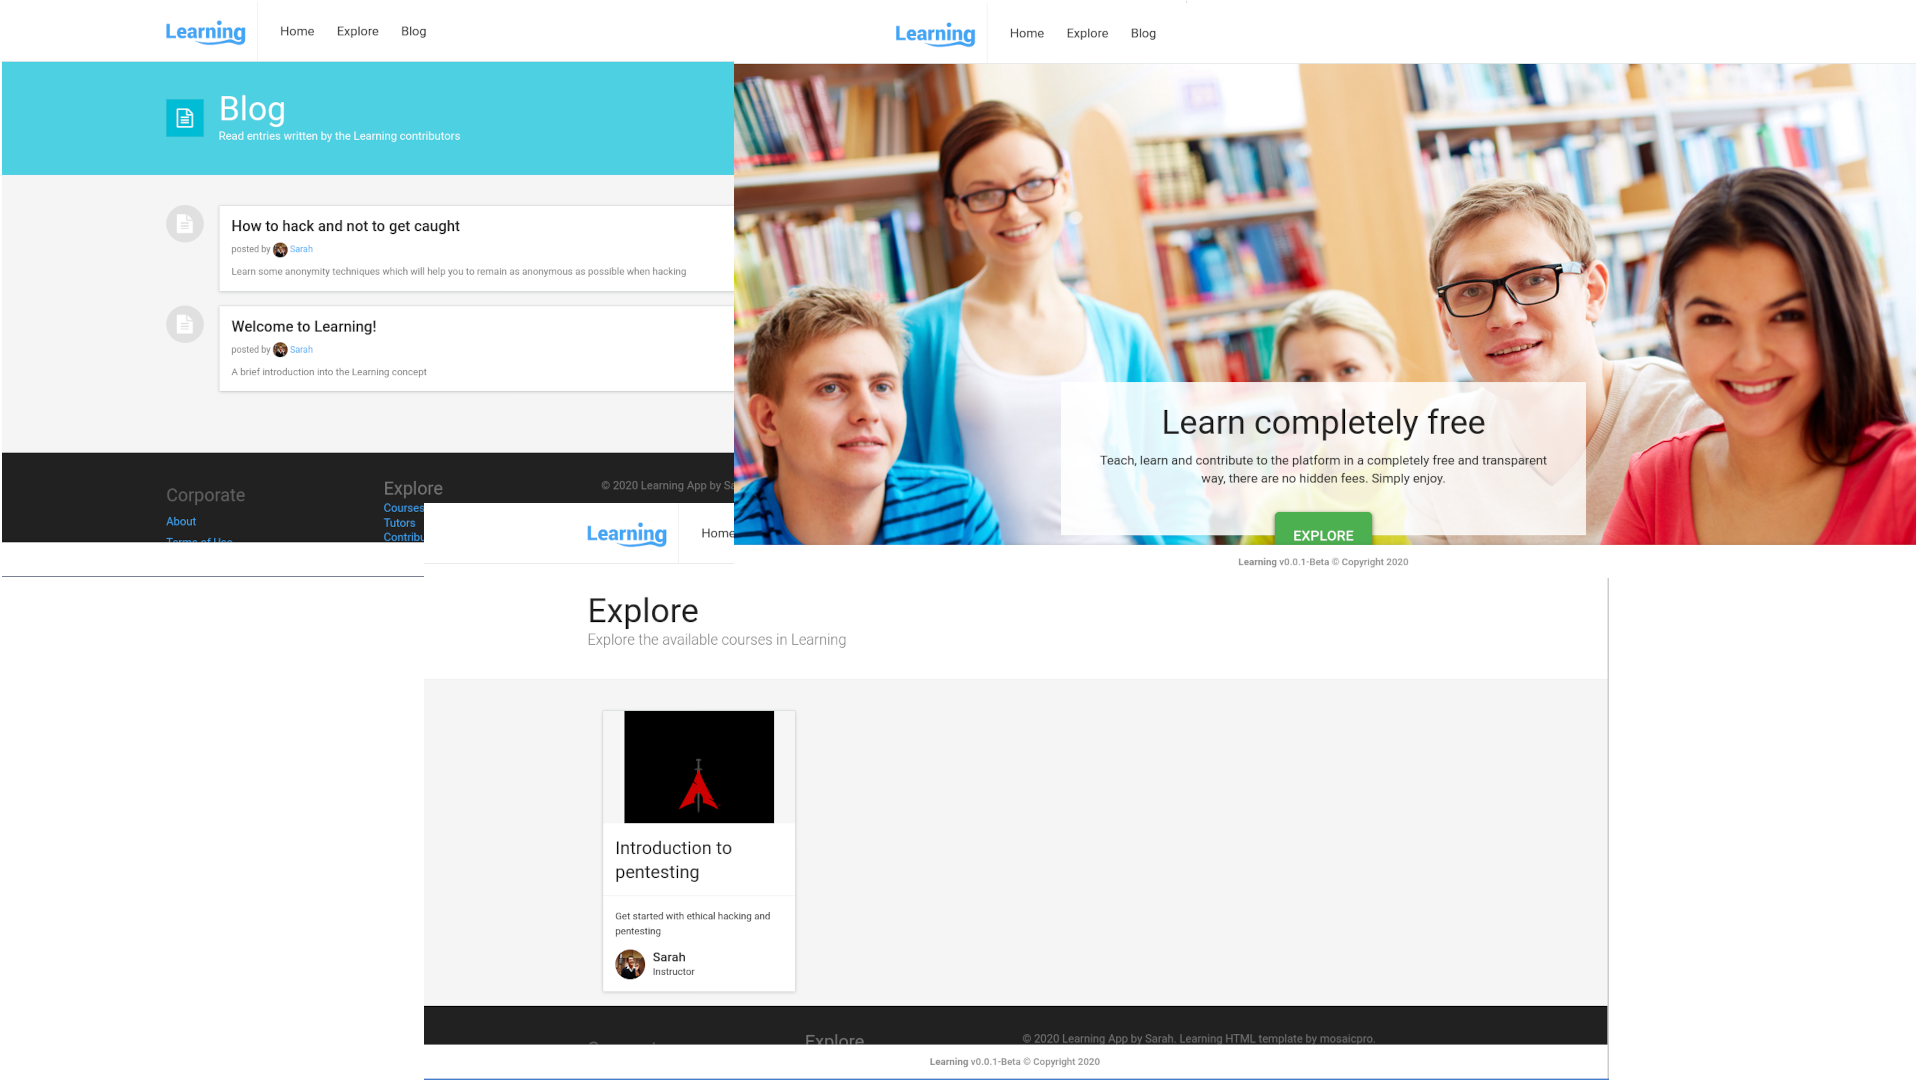 Learning
Home Explore Blog
Blog
Read entries written by the Learning contributors
How to hack and not to get caught
posted by Sarah
Learn some anonymity techniques which will help you to remain as anonymous as possible when hacking
Welcome to Learning!
posted by Sarah
A brief introduction into the Learning concept
Corporate
About
Terms of Use
Explore
Courses
Tutors
© 2020 Learning App by
Learning
Home Explore Blog
Learn completely free
Teach, learn and contribute to the platform in a completely free and transparent
way, there are no hidden fees. Simply enjoy.
EXPLORE
Learning v0.0.1-Beta © Copyright 2020
Learning
Home
Explore
Explore the available courses in Learning
Introduction to
pentesting
Get started with ethical hacking and
pentesting
Sarah
Instructor
Explore
© 2020 Learning App by Sarah. Learning HTML template by mosaicpro.
Learning v0.0.1-Beta © Copyright 2020